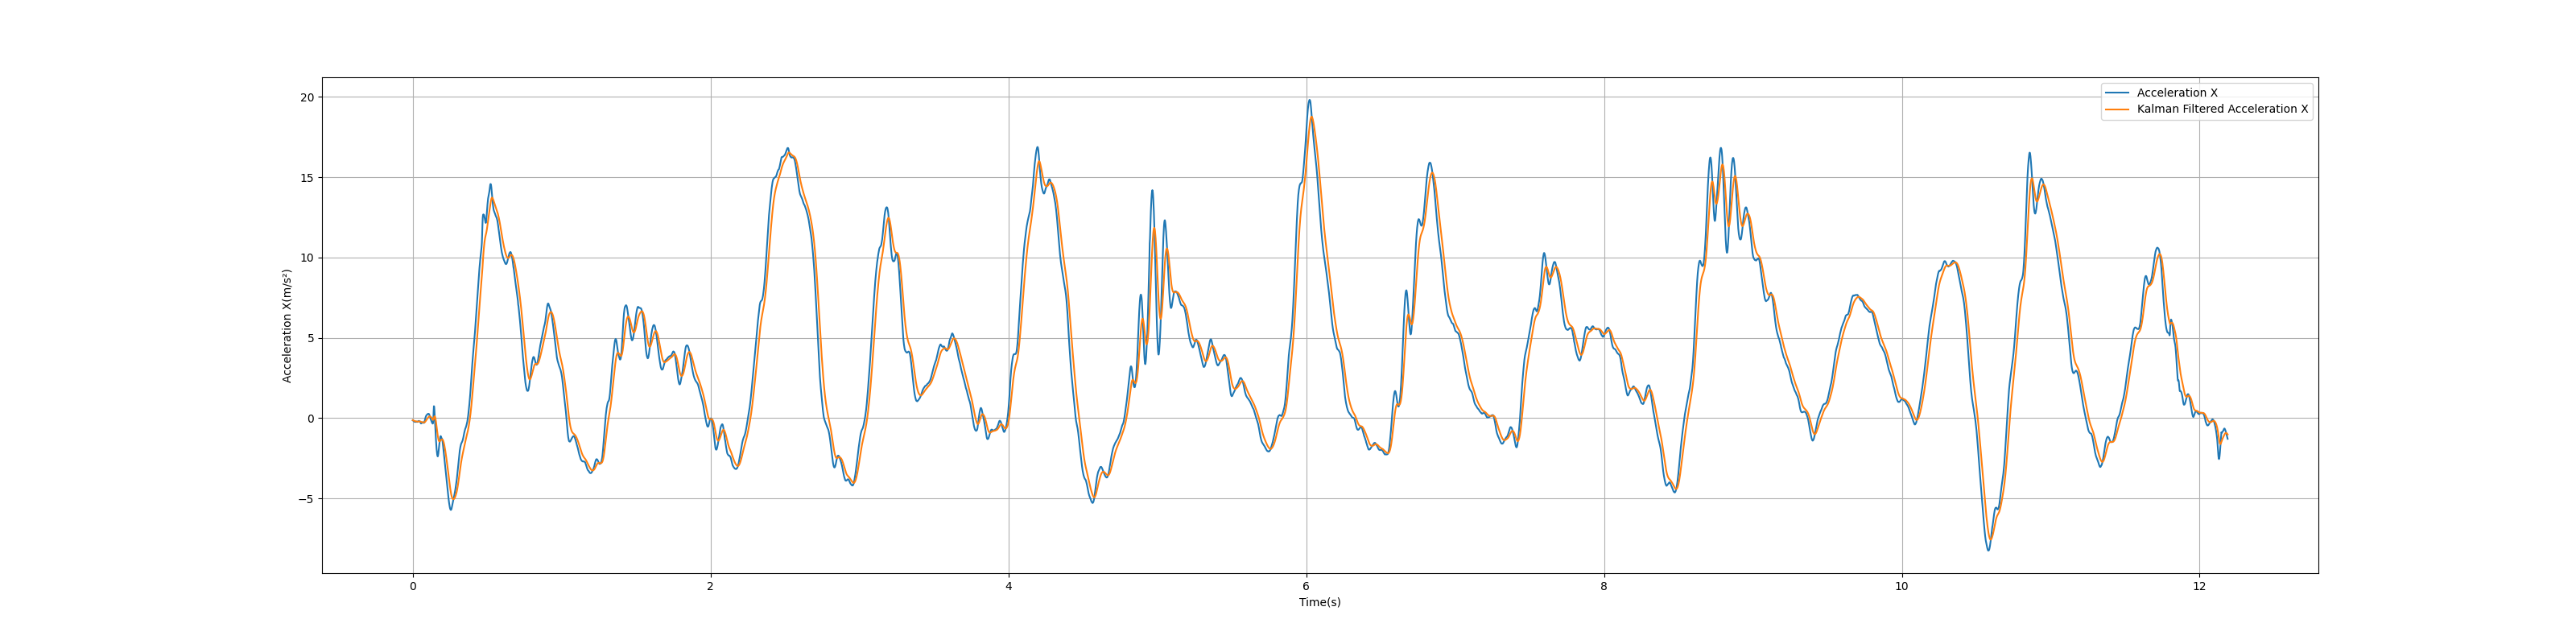 Acceleration X
Kalman Filtered Acceleration X
20
15
10
5
0
−5
Acceleration X(m/s²)
0 2 4 6 8 10 12
Time(s)